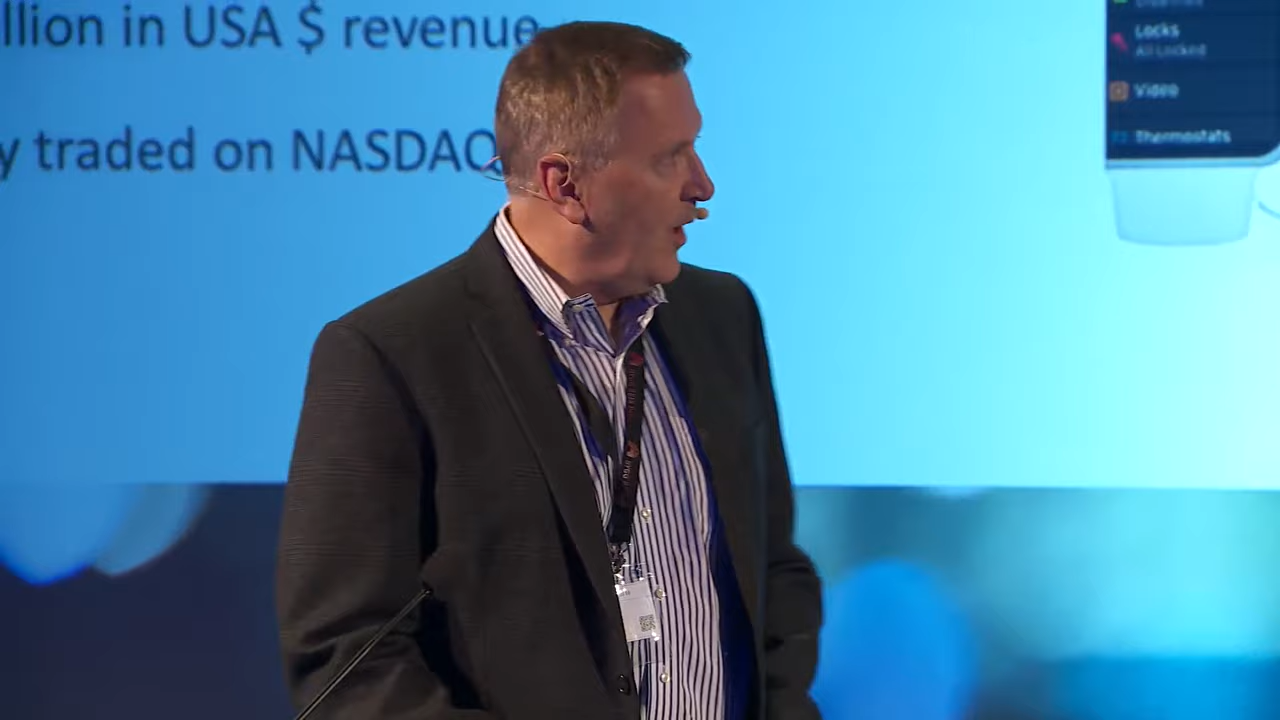 llion in USA $ revenue
y traded on NASDAQ
Locks
All Locked
Video
Thermostats